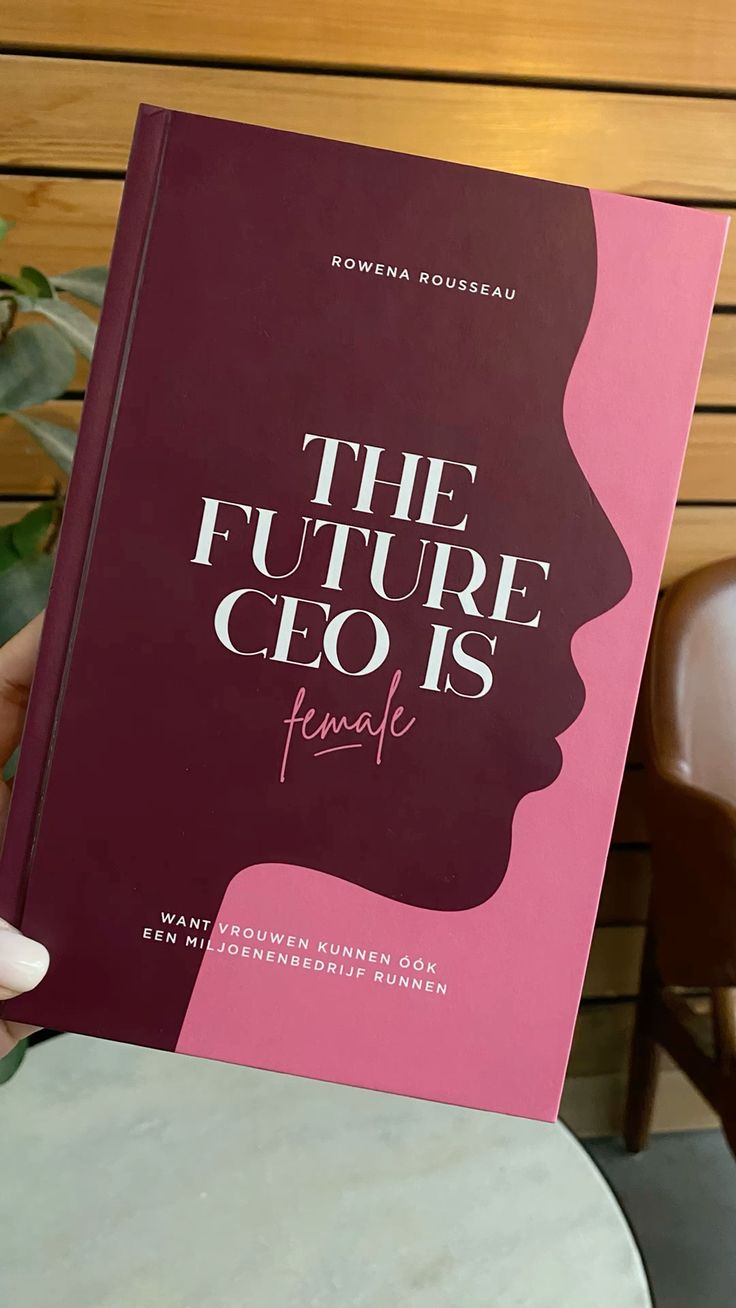 ROWENA ROUSSEAU
THE
FUTURE
CEO IS
female
WANT VROUWEN KUNNEN ÓÓK
EEN MILJOENENBEDRIJF RUNNEN